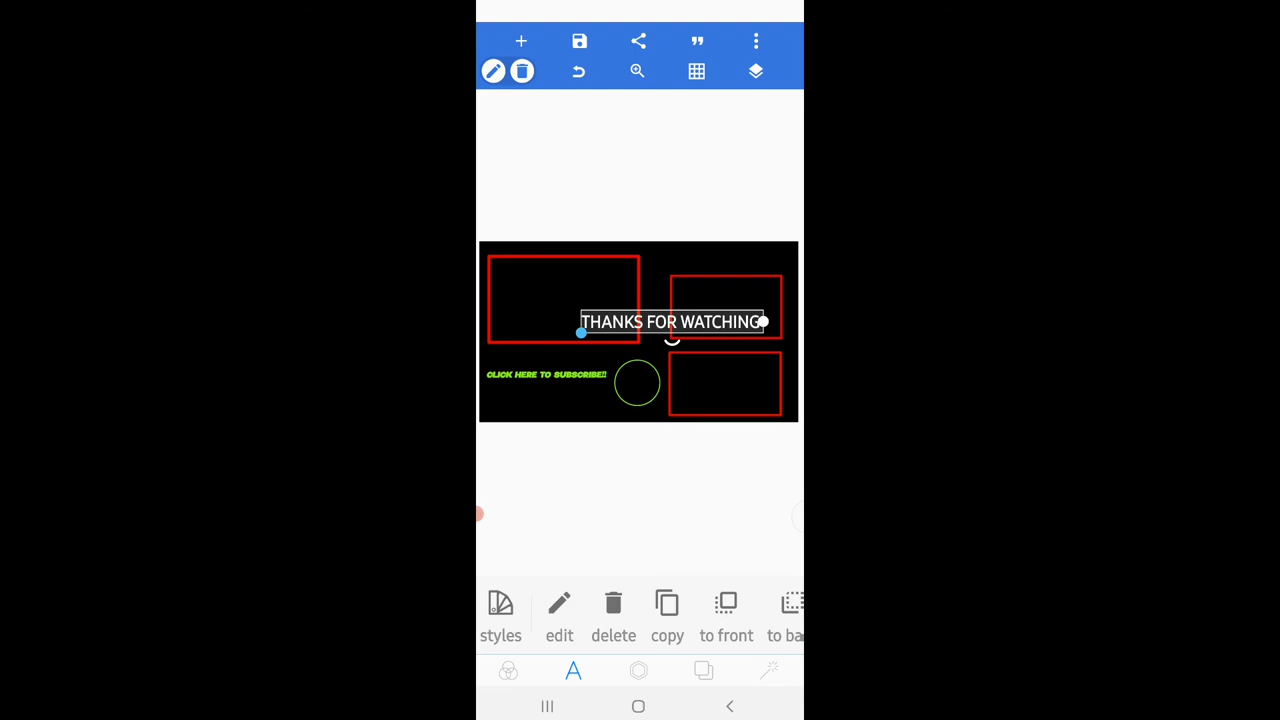 THANKS FOR WATCHING
CLICK HERE TO SUBSCRIBE!!
styles edit delete copy to front to ba